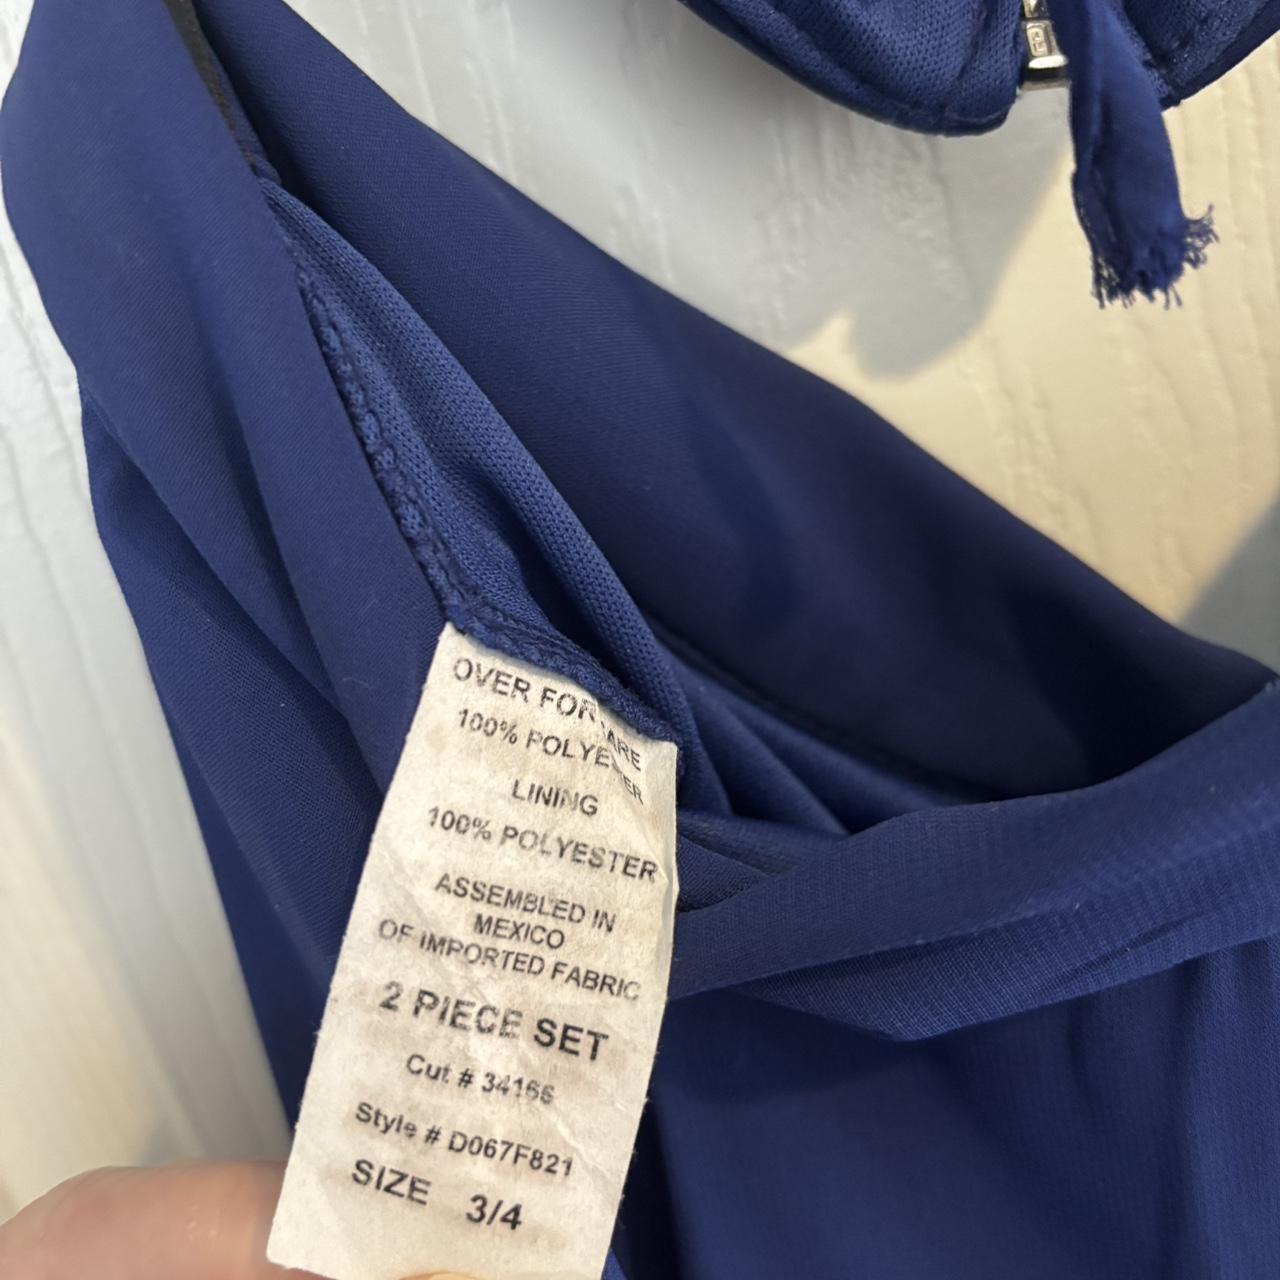 OVER FOR
100% POLYE
LINING
100% POLYESTER
ASSEMBLED IN
MEXICO
OF IMPORTED FABRIC
2 PIECE SET
Cut # 34166
Style # D067F821
SIZE 3/4